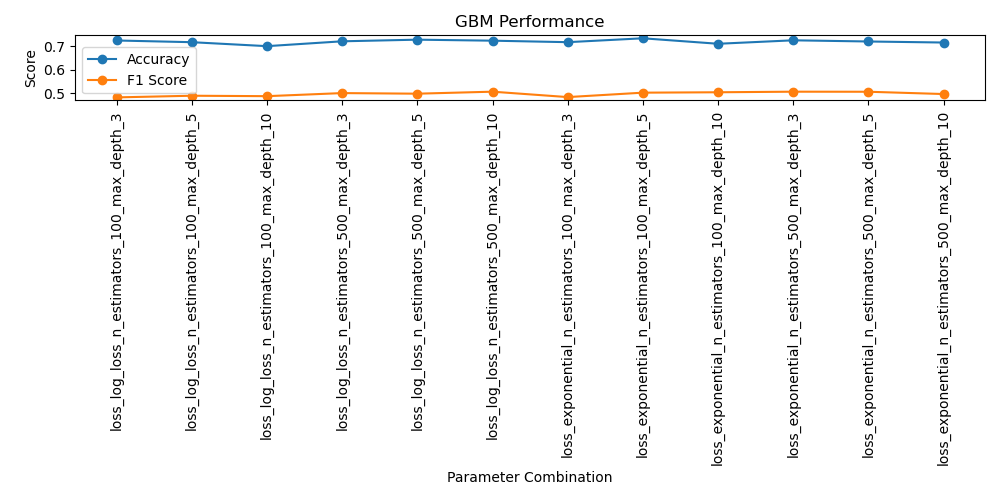 GBM Performance
Score
0.7
0.6
0.5
Accuracy
F1 Score
loss_log_loss_n_estimators_100_max_depth_3
loss_log_loss_n_estimators_100_max_depth_5
loss_log_loss_n_estimators_100_max_depth_10
loss_log_loss_n_estimators_500_max_depth_3
loss_log_loss_n_estimators_500_max_depth_5
loss_log_loss_n_estimators_500_max_depth_10
loss_exponential_n_estimators_100_max_depth_3
loss_exponential_n_estimators_100_max_depth_5
loss_exponential_n_estimators_100_max_depth_10
loss_exponential_n_estimators_500_max_depth_3
loss_exponential_n_estimators_500_max_depth_5
loss_exponential_n_estimators_500_max_depth_10
Parameter Combination